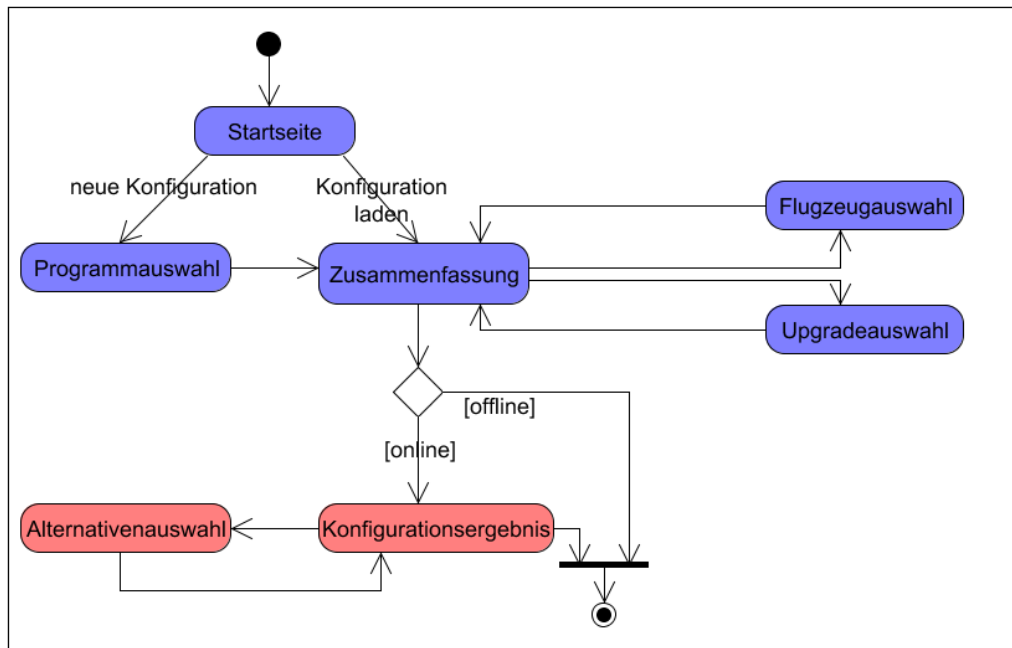 Startseite
neue Konfiguration
Konfiguration
laden
Flugzeugauswahl
Programmauswahl
Zusammenfassung
Upgradeauswahl
[offline]
[online]
Alternativenauswahl
Konfigurationsergebnis